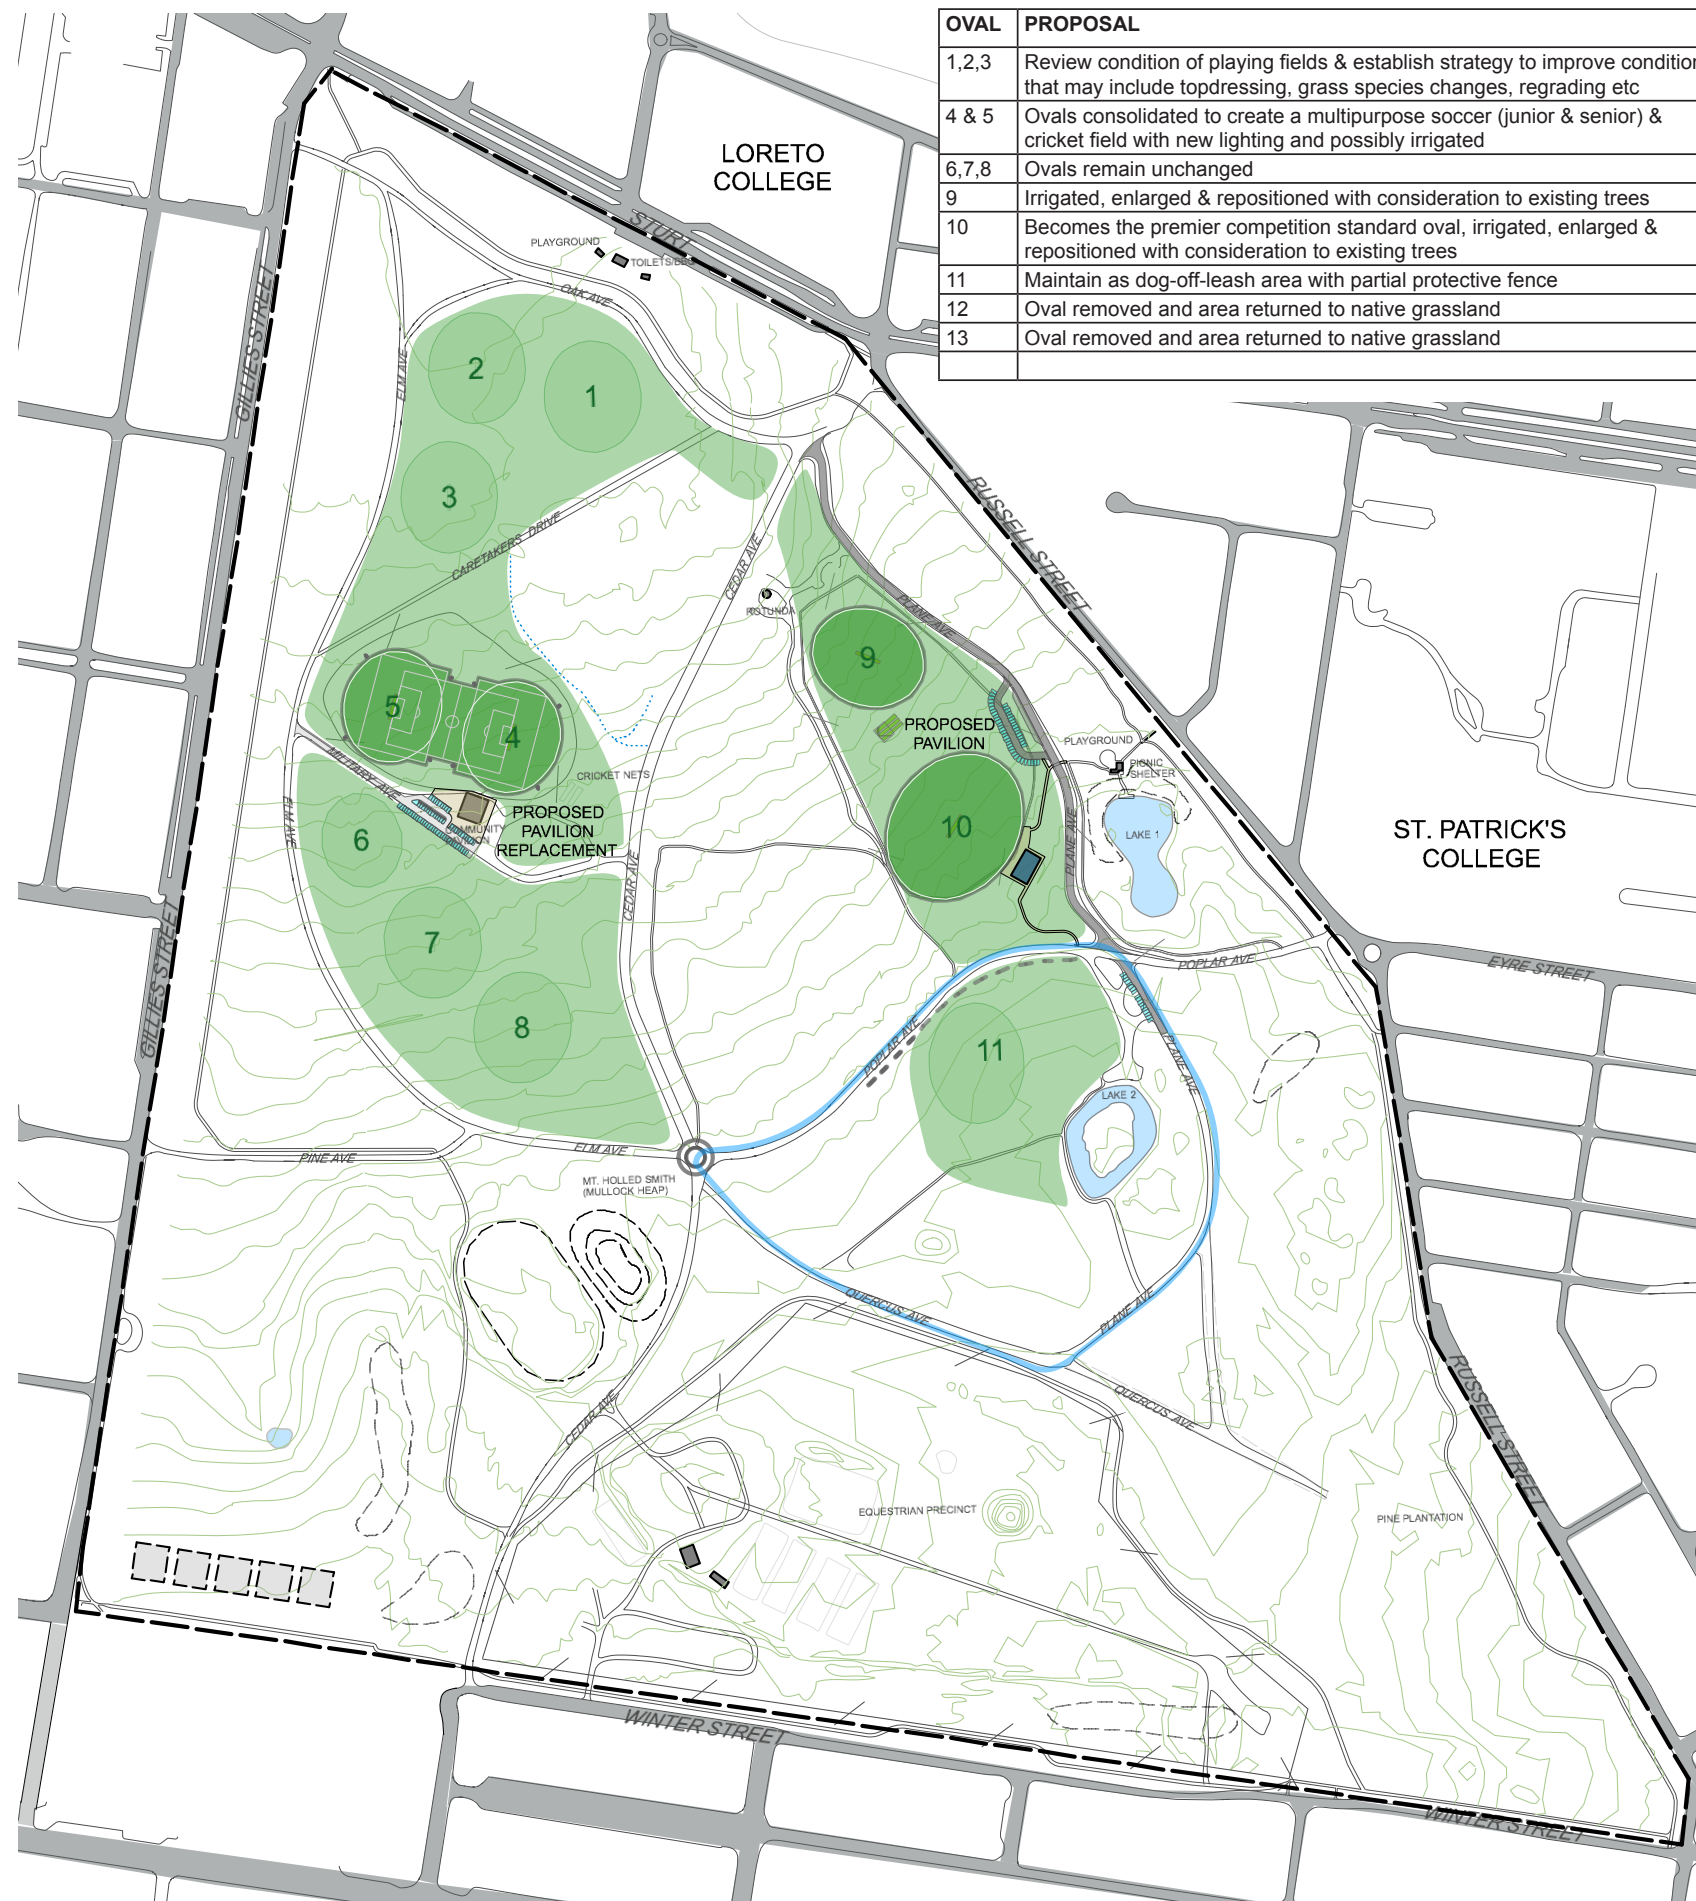 OVAL PROPOSAL
1,2,3 Review condition of playing fields & establish strategy to improve condition
that may include topdressing, grass species changes, regrading etc
4 & 5 Ovals consolidated to create a multipurpose soccer (junior & senior) &
cricket field with new lighting and possibly irrigated
6,7,8 Ovals remain unchanged
9 Irrigated, enlarged & repositioned with consideration to existing trees
10 Becomes the premier competition standard oval, irrigated, enlarged &
repositioned with consideration to existing trees
11 Maintain as dog-off-leash area with partial protective fence
12 Oval removed and area returned to native grassland
13 Oval removed and area returned to native grassland
LORETO
COLLEGE
STURT
PLAYGROUND
TOILETS/BBQ
OAK AVE
GILLIES STREET
ELM AVE
2
1
3
CARETAKERS DRIVE
CEDAR AVE
RUSSELL STREET
ROTUNDA
PLANE AVE
9
5
4
PROPOSED
PAVILION
PLAYGROUND
PICNIC
SHELTER
MILITARY AVE
CRICKET NETS
ELM AVE
PROPOSED
PAVILION
REPLACEMENT
COMMUNITY
6
10
LAKE 1
PLANE AVE
ST. PATRICK'S
COLLEGE
CEDAR AVE
7
8
GILLIES STREET
POPLAR AVE
EYRE STREET
POPLAR AVE
11
PLANE AVE
LAKE 2
PINE AVE
ELM AVE
MT. HOLLED SMITH
(MULLOCK HEAP)
QUERCUS AVE
PLANE AVE
QUERCUS AVE
CEDAR AVE
RUSSELL STREET
EQUESTRIAN PRECINCT
PINE PLANTATION
WINTER STREET
WINTER STREET